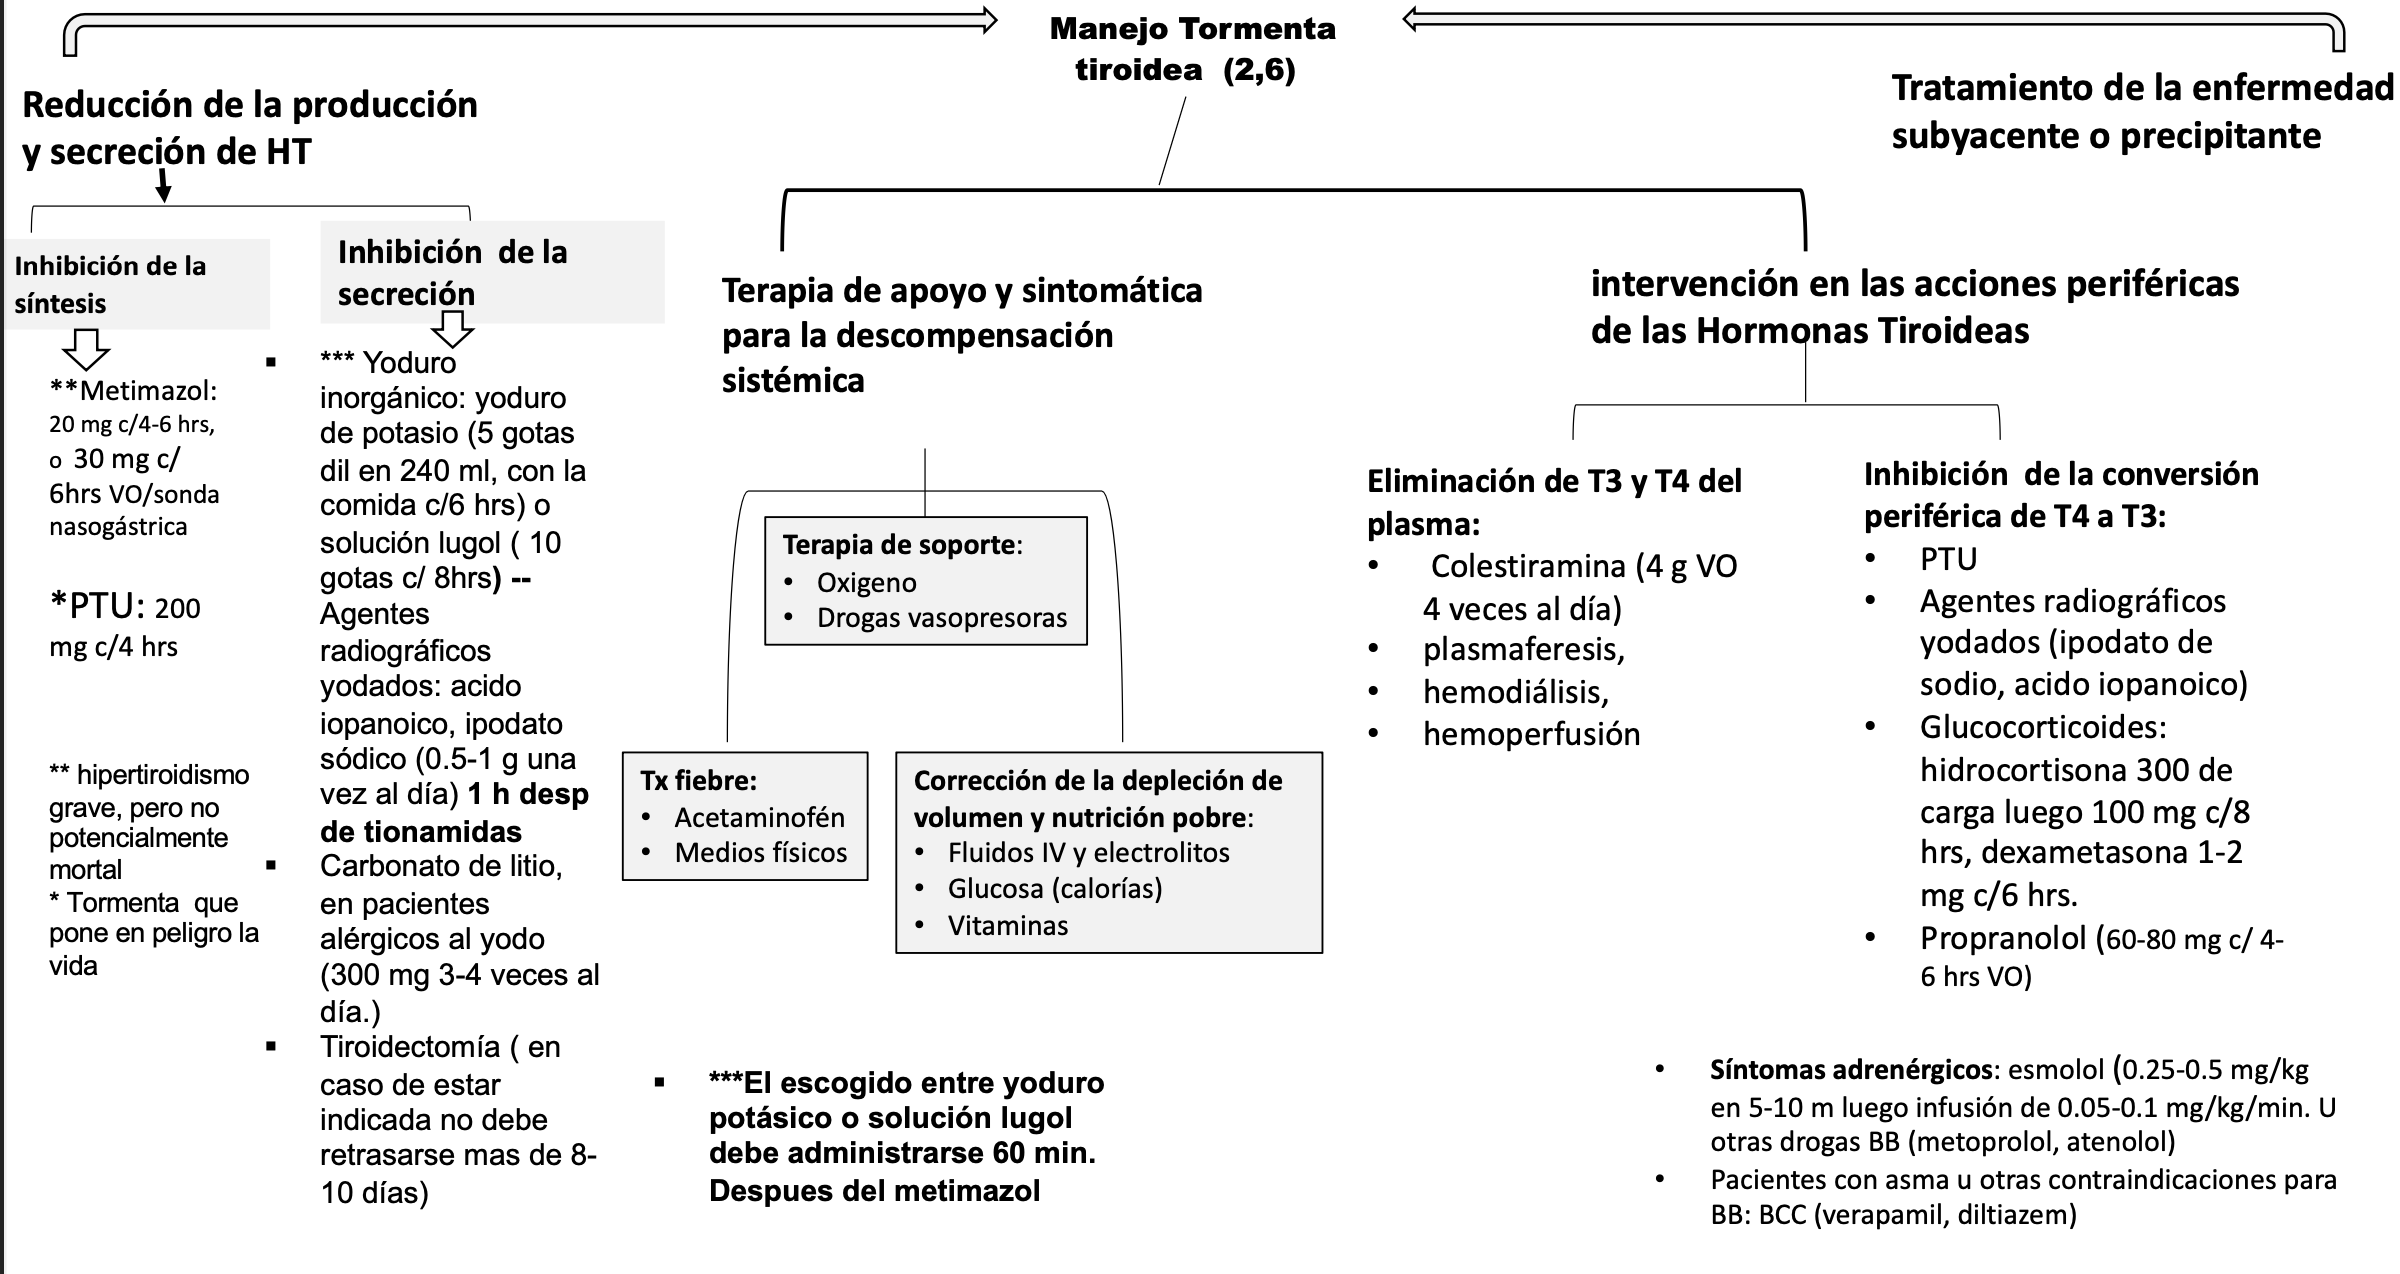 Manejo Tormenta
tiroidea (2,6)
Reducción de la producción
y secreción de HT
Tratamiento de la enfermedad
subyacente o precipitante
Inhibición de la
síntesis
**Metimazol:
20 mg c/4-6 hrs,
o 30 mg c/
6hrs VO/sonda
nasogástrica
*PTU: 200
mg c/4 hrs
** hipertiroidismo
grave, pero no
potencialmente
mortal
* Tormenta que
pone en peligro la
vida
Inhibición de la
secreción
▪ *** Yoduro
inorgánico: yoduro
de potasio (5 gotas
dil en 240 ml, con la
comida c/6 hrs) o
solución lugol ( 10
gotas c/ 8hrs) --
Agentes
radiográficos
yodados: acido
iopanoico, ipodato
sódico (0.5-1 g una
vez al día) 1 h desp
de tionamidas
▪ Carbonato de litio,
en pacientes
alérgicos al yodo
(300 mg 3-4 veces al
día.)
▪ Tiroidectomía ( en
caso de estar
indicada no debe
retrasarse mas de 8-
10 días)
Terapia de apoyo y sintomática
para la descompensación
sistémica
Terapia de soporte:
• Oxigeno
• Drogas vasopresoras
Tx fiebre:
• Acetaminofén
• Medios físicos
Corrección de la depleción de
volumen y nutrición pobre:
• Fluidos IV y electrolitos
• Glucosa (calorías)
• Vitaminas
▪ ***El escogido entre yoduro
potásico o solución lugol
debe administrarse 60 min.
Despues del metimazol
intervención en las acciones periféricas
de las Hormonas Tiroideas
Eliminación de T3 y T4 del
plasma:
• Colestiramina (4 g VO
4 veces al día)
• plasmaferesis,
• hemodiálisis,
• hemoperfusión
Inhibición de la conversión
periférica de T4 a T3:
• PTU
• Agentes radiográficos
yodados (ipodato de
sodio, acido iopanoico)
• Glucocorticoides:
hidrocortisona 300 de
carga luego 100 mg c/8
hrs, dexametasona 1-2
mg c/6 hrs.
• Propranolol (60-80 mg c/ 4-
6 hrs VO)
• Síntomas adrenérgicos: esmolol (0.25-0.5 mg/kg
en 5-10 m luego infusión de 0.05-0.1 mg/kg/min. U
otras drogas BB (metoprolol, atenolol)
• Pacientes con asma u otras contraindicaciones para
BB: BCC (verapamil, diltiazem)